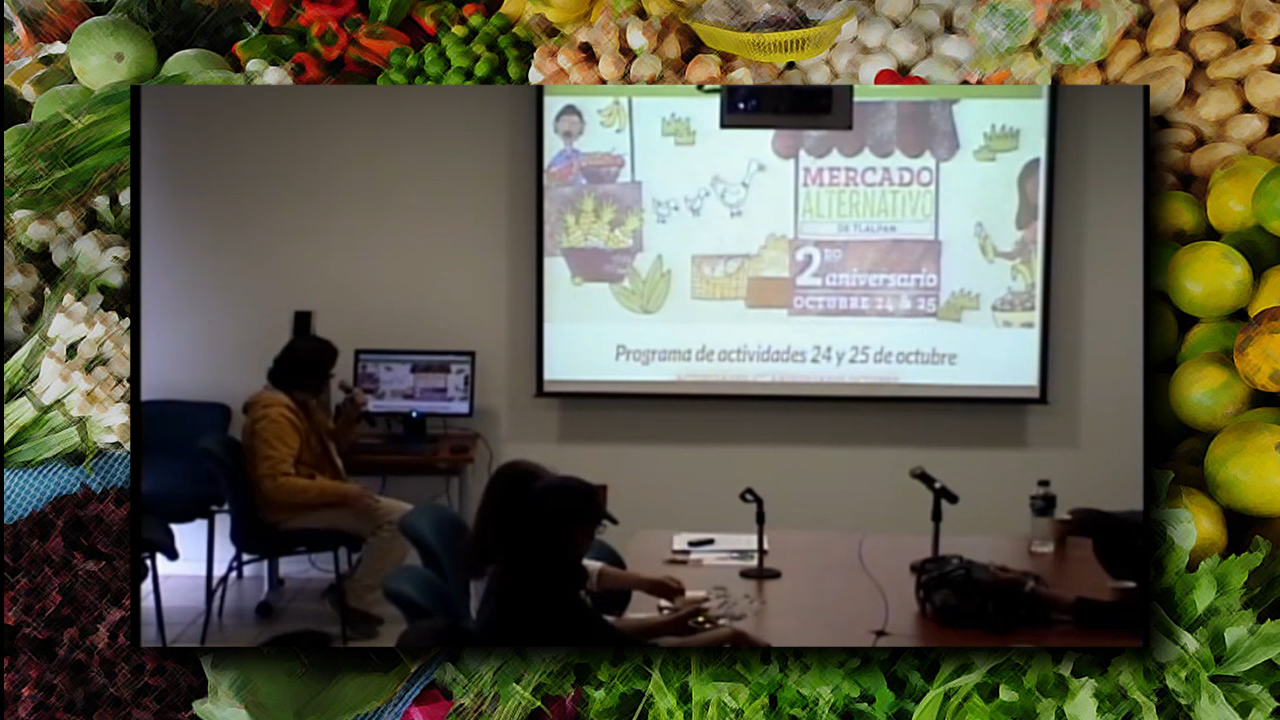 MERCADO
ALTERNATIVO
DE TLALPAN
2DO
aniversario
OCTUBRE 24 & 25
Programa de actividades 24 y 25 de octubre